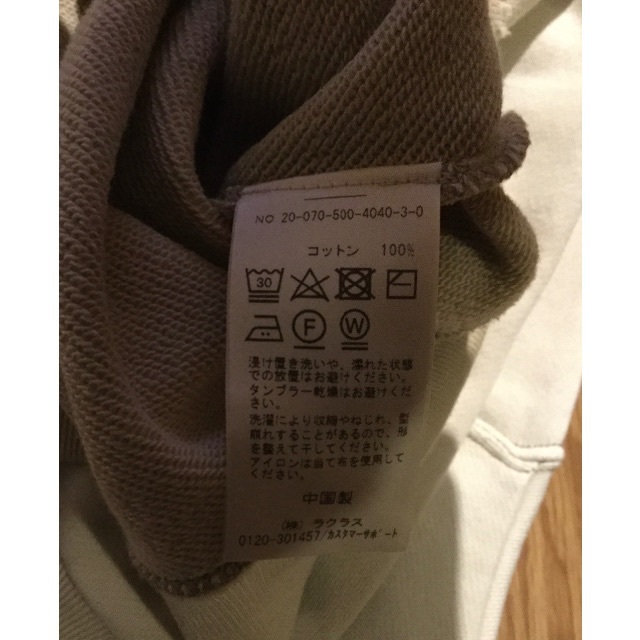 NO 20-070-500-4040-3-0
コットン 100%
30
F W
浸け置き洗いや、濡れた状態
での放置はお避けください。
タンブラー乾燥はお避けくだ
さい。
洗濯により収縮やねじれ、型
崩れすることがあるので、形
を整えて干してください。
アイロンは当て布を使用して
ください。
中国製
(株) ラクラス
0120-301457/カスタマーサポート